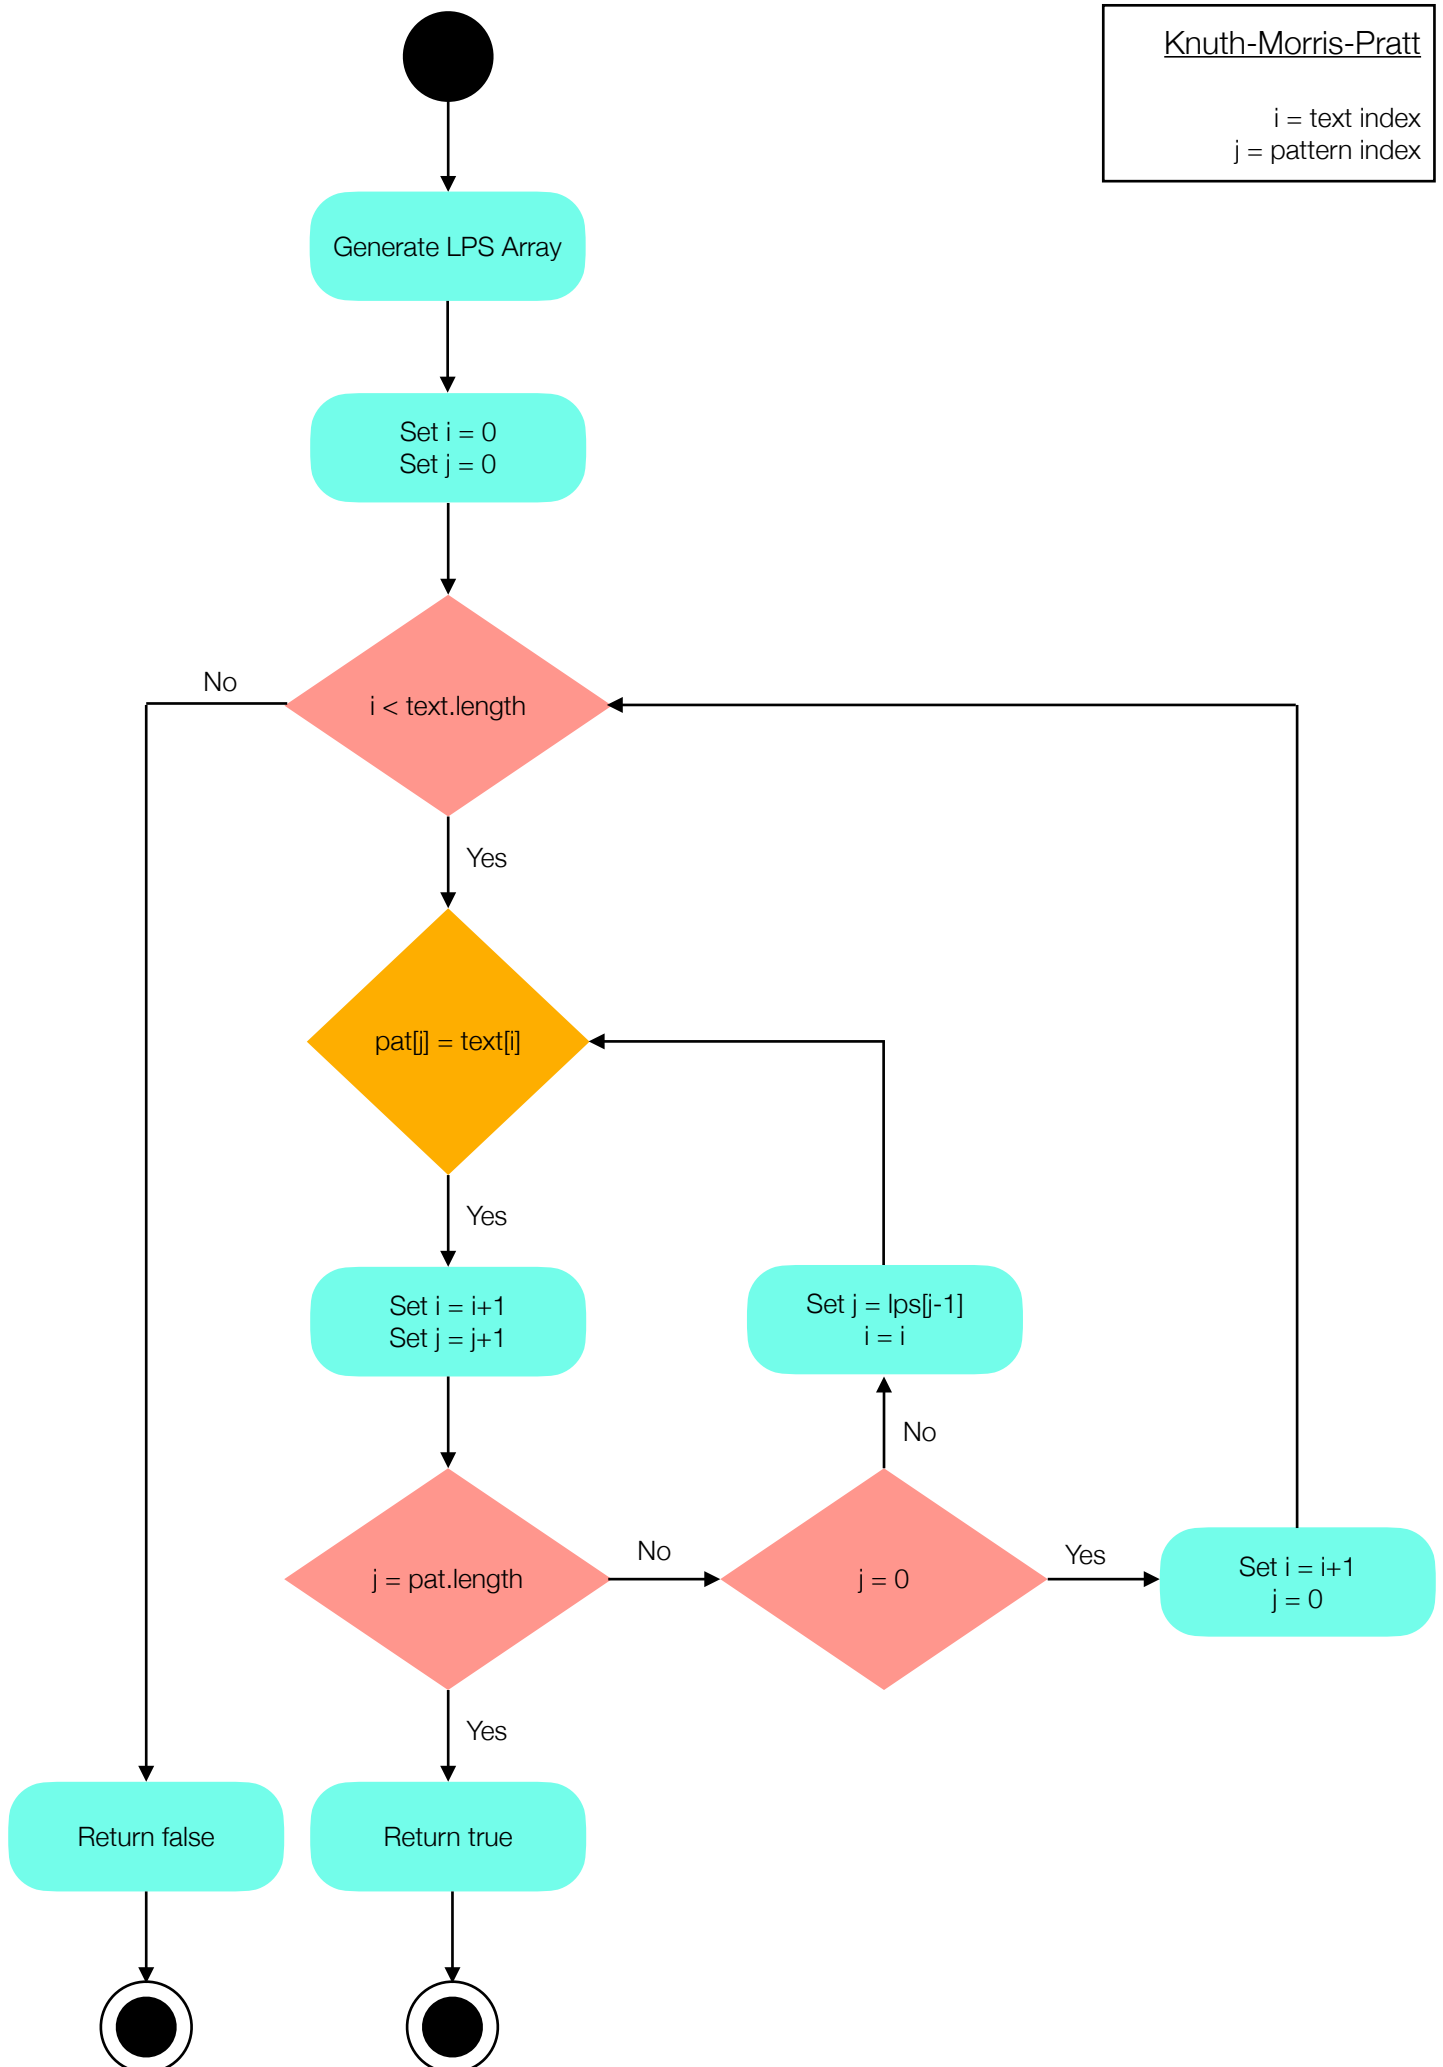 Knuth-Morris-Pratt
i = text index
j = pattern index
Generate LPS Array
Set i = 0
Set j = 0
No
i < text.length
Yes
pat[j] = text[i]
Yes
Set i = i+1
Set j = j+1
Set j = lps[j-1]
i = i
No
j = pat.length
No
j = 0
Yes
Set i = i+1
j = 0
Yes
Return false
Return true